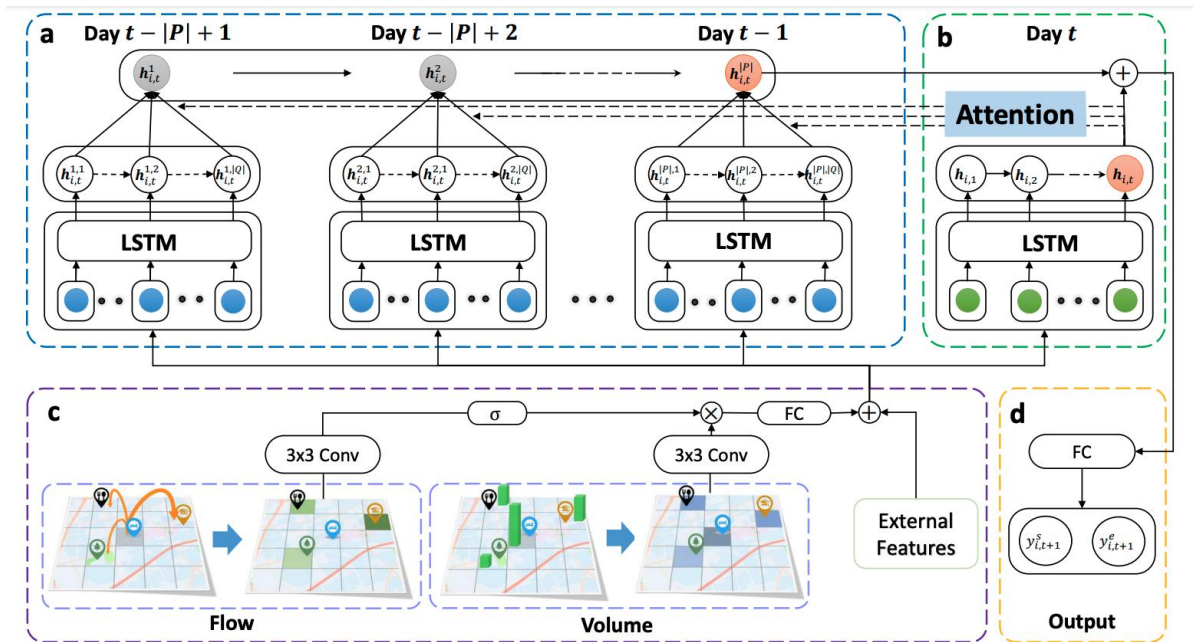 a
Day t − |P| + 1
Day t − |P| + 2
Day t − 1
b
Day t
h^1_{i,t}
h^2_{i,t}
h^{|P|}_{i,t}
+
Attention
h^{1,1}_{i,t}
h^{1,2}_{i,t}
h^{1,|Q|}_{i,t}
h^{2,1}_{i,t}
h^{2,1}_{i,t}
h^{2,|Q|}_{i,t}
h^{|P|,1}_{i,t}
h^{|P|,2}_{i,t}
h^{|P|,|Q|}_{i,t}
h_{i,1}
h_{i,2}
h_{i,t}
LSTM
LSTM
LSTM
LSTM
c
σ
×
FC
+
3x3 Conv
3x3 Conv
External
Features
Flow
Volume
d
FC
y^s_{i,t+1}
y^e_{i,t+1}
Output